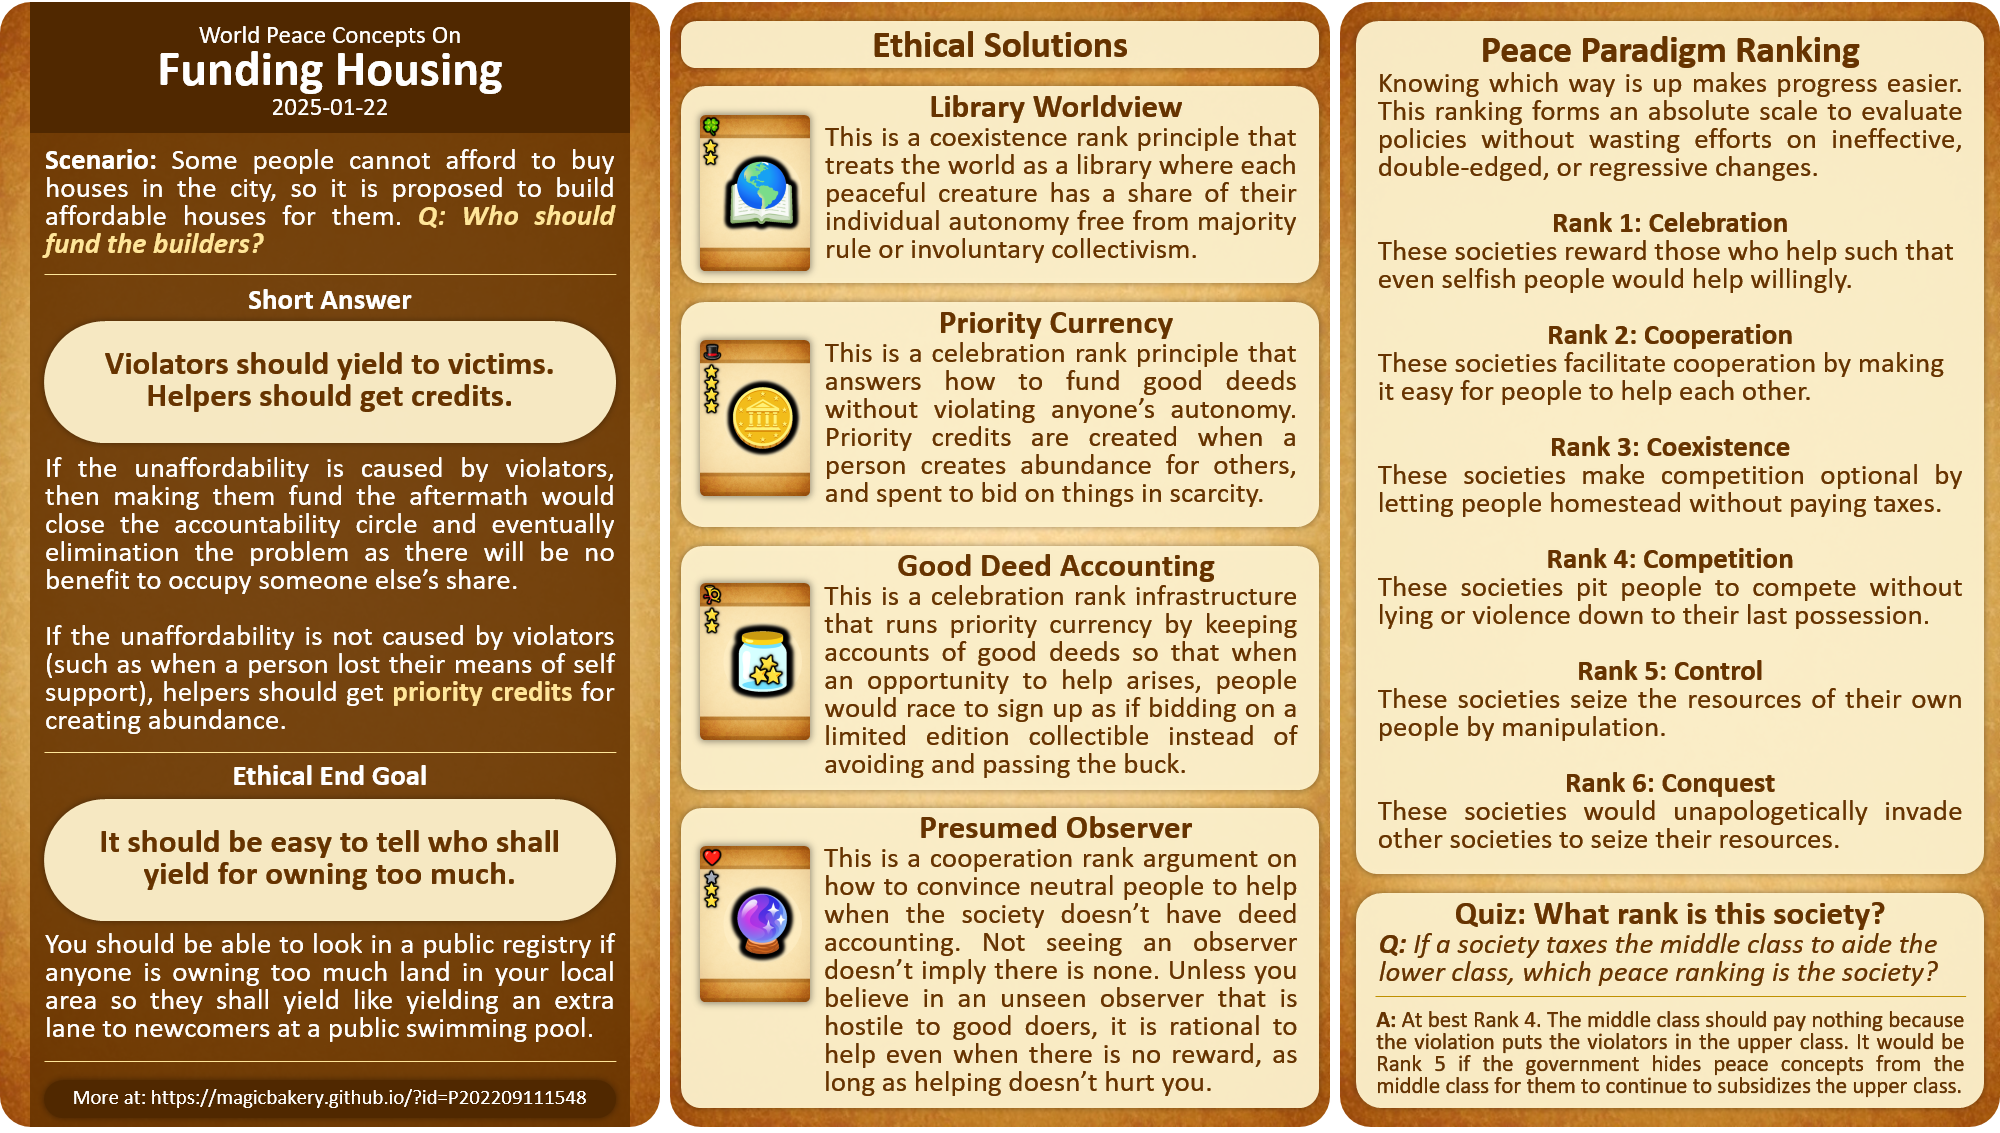 World Peace Concepts On
Funding Housing
2025-01-22
Scenario: Some people cannot afford to buy
houses in the city, so it is proposed to build
affordable houses for them. Q: Who should
fund the builders?
Short Answer
Violators should yield to victims.
Helpers should get credits.
If the unaffordability is caused by violators,
then making them fund the aftermath would
close the accountability circle and eventually
elimination the problem as there will be no
benefit to occupy someone else's share.
If the unaffordability is not caused by violators
(such as when a person lost their means of self
support), helpers should get priority credits for
creating abundance.
Ethical End Goal
It should be easy to tell who shall
yield for owning too much.
You should be able to look in a public registry if
anyone is owning too much land in your local
area so they shall yield like yielding an extra
lane to newcomers at a public swimming pool.
More at: https://magicbakery.github.io/?id=P202209111548
Ethical Solutions
Library Worldview
This is a coexistence rank principle that
treats the world as a library where each
peaceful creature has a share of their
individual autonomy free from majority
rule or involuntary collectivism.
Priority Currency
This is a celebration rank principle that
answers how to fund good deeds
without violating anyone's autonomy.
Priority credits are created when a
person creates abundance for others,
and spent to bid on things in scarcity.
Good Deed Accounting
This is a celebration rank infrastructure
that runs priority currency by keeping
accounts of good deeds so that when
an opportunity to help arises, people
would race to sign up as if bidding on a
limited edition collectible instead of
avoiding and passing the buck.
Presumed Observer
This is a cooperation rank argument on
how to convince neutral people to help
when the society doesn't have deed
accounting. Not seeing an observer
doesn't imply there is none. Unless you
believe in an unseen observer that is
hostile to good doers, it is rational to
help even when there is no reward, as
long as helping doesn't hurt you.
Peace Paradigm Ranking
Knowing which way is up makes progress easier.
This ranking forms an absolute scale to evaluate
policies without wasting efforts on ineffective,
double-edged, or regressive changes.
Rank 1: Celebration
These societies reward those who help such that
even selfish people would help willingly.
Rank 2: Cooperation
These societies facilitate cooperation by making
it easy for people to help each other.
Rank 3: Coexistence
These societies make competition optional by
letting people homestead without paying taxes.
Rank 4: Competition
These societies pit people to compete without
lying or violence down to their last possession.
Rank 5: Control
These societies seize the resources of their own
people by manipulation.
Rank 6: Conquest
These societies would unapologetically invade
other societies to seize their resources.
Quiz: What rank is this society?
Q: If a society taxes the middle class to aide the
lower class, which peace ranking is the society?
A: At best Rank 4. The middle class should pay nothing because
the violation puts the violators in the upper class. It would be
Rank 5 if the government hides peace concepts from the
middle class for them to continue to subsidizes the upper class.